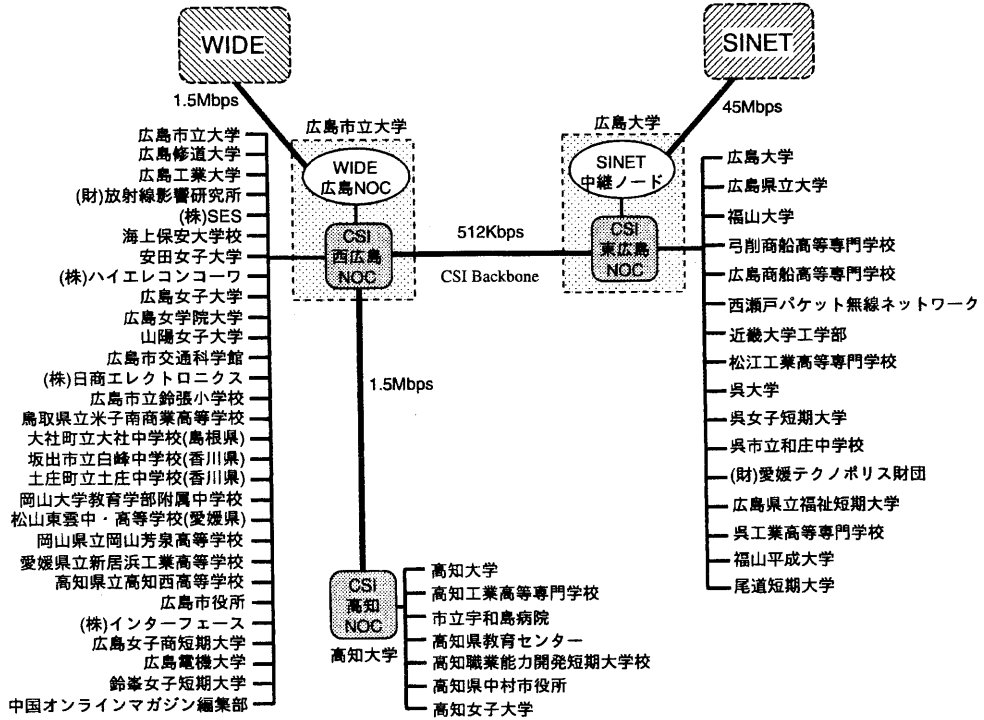 WIDE
SINET
1.5Mbps
45Mbps
広島市立大学
広島大学
WIDE
広島NOC
SINET
中継ノード
CSI
西広島
NOC
512Kbps
CSI Backbone
CSI
東広島
NOC
1.5Mbps
CSI
高知
NOC
高知大学
広島市立大学
広島修道大学
広島工業大学
(財)放射線影響研究所
(株)SES
海上保安大学校
安田女子大学
(株)ハイエレコンコーワ
広島女子大学
広島女学院大学
山陽女子大学
広島市交通科学館
(株)日商エレクトロニクス
広島市立鈴張小学校
鳥取県立米子南商業高等学校
大社町立大社中学校(島根県)
坂出市立白峰中学校(香川県)
土庄町立土庄中学校(香川県)
岡山大学教育学部附属中学校
松山東雲中・高等学校(愛媛県)
岡山県立岡山芳泉高等学校
愛媛県立新居浜工業高等学校
高知県立高知西高等学校
広島市役所
(株)インターフェース
広島女子商短期大学
広島電機大学
鈴峯女子短期大学
中国オンラインマガジン編集部
広島大学
広島県立大学
福山大学
弓削商船高等専門学校
広島商船高等専門学校
西瀬戸パケット無線ネットワーク
近畿大学工学部
松江工業高等専門学校
呉大学
呉女子短期大学
呉市立和庄中学校
(財)愛媛テクノポリス財団
広島県立福祉短期大学
呉工業高等専門学校
福山平成大学
尾道短期大学
高知大学
高知工業高等専門学校
市立宇和島病院
高知県教育センター
高知職業能力開発短期大学校
高知県中村市役所
高知女子大学